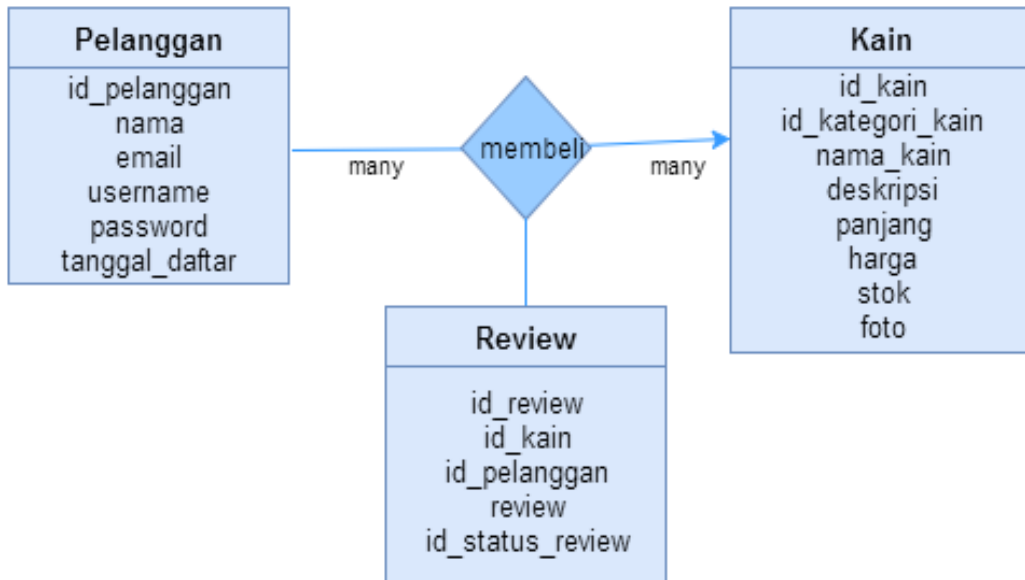 Pelanggan
id_pelanggan
nama
email
username
password
tanggal_daftar
many
membeli
many
Kain
id_kain
id_kategori_kain
nama_kain
deskripsi
panjang
harga
stok
foto
Review
id_review
id_kain
id_pelanggan
review
id_status_review